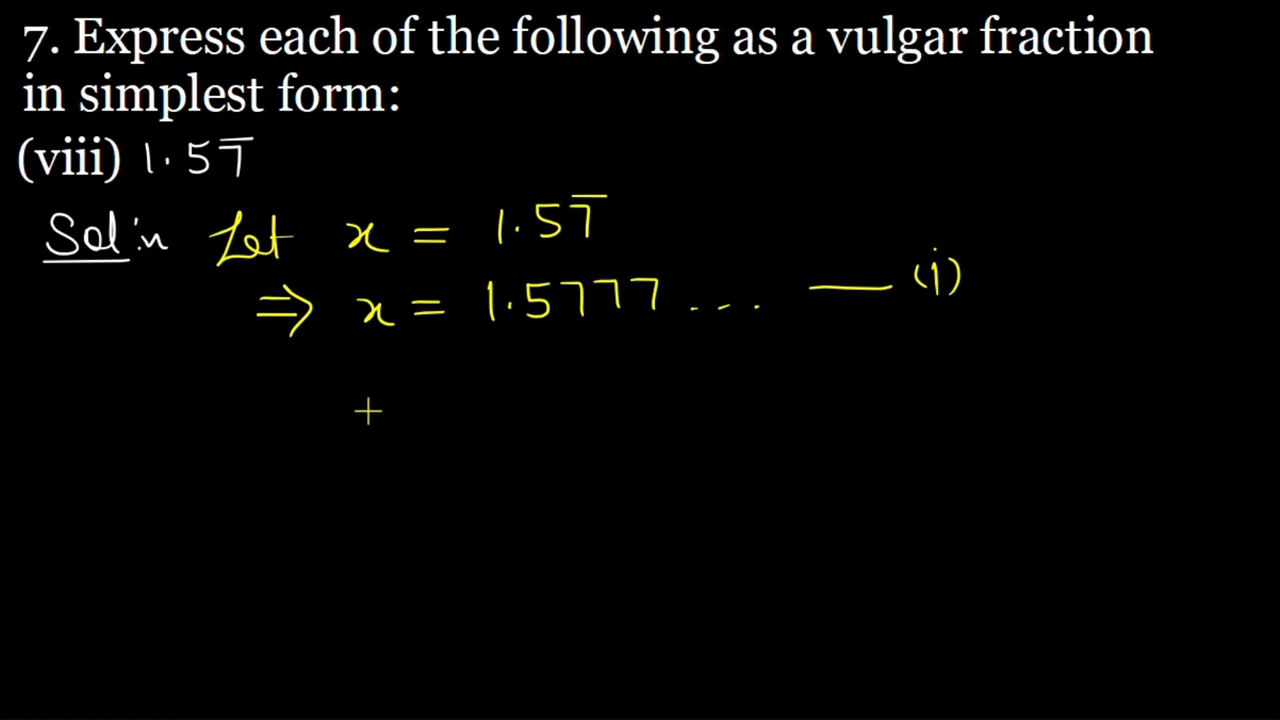 7. Express each of the following as a vulgar fraction
in simplest form:
(viii) 1.57̅
Sol'n Let x = 1.57̅
⇒ x = 1.5777... — (i)
+